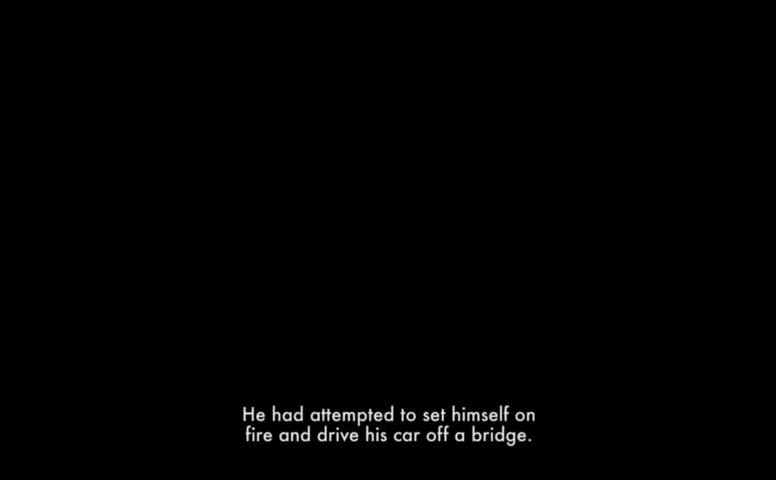 He had attempted to set himself on
fire and drive his car off a bridge.